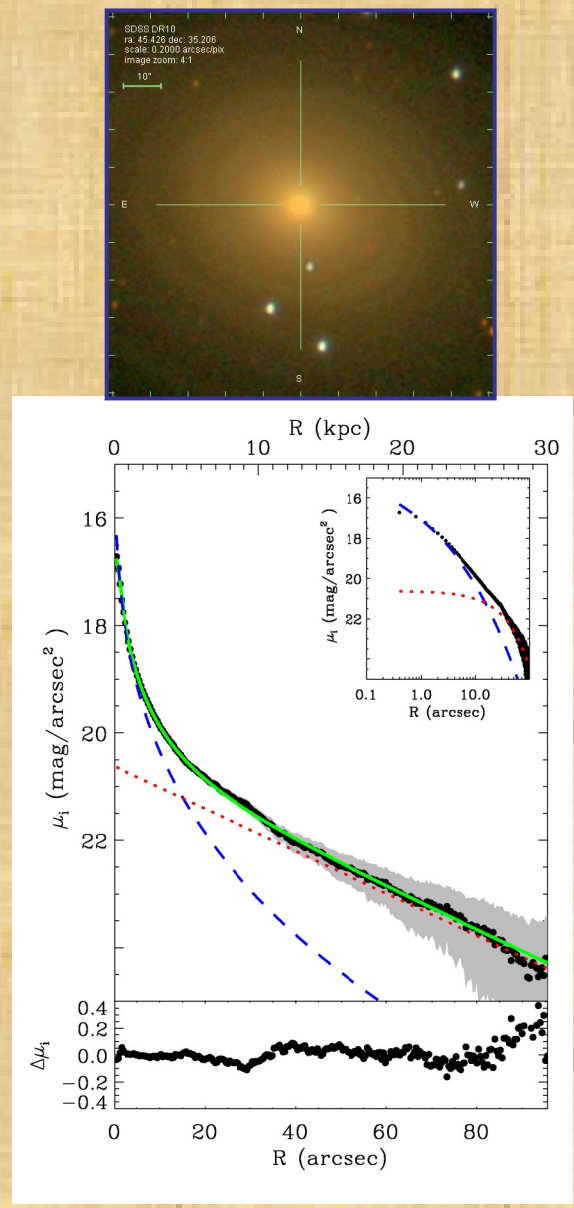 SDSS DR10
ra: 45.426 dec: 35.206
scale: 0.2000 arcsec/pix
image zoom: 4:1
10"
N
E
W
S
R (kpc)
0 10 20 30
16
18
20
22
μi (mag/arcsec²)
16
18
20
22
μi (mag/arcsec²)
0.1 1.0 10.0
R (arcsec)
0.4
0.2
0.0
−0.2
−0.4
Δμi
0 20 40 60 80
R (arcsec)